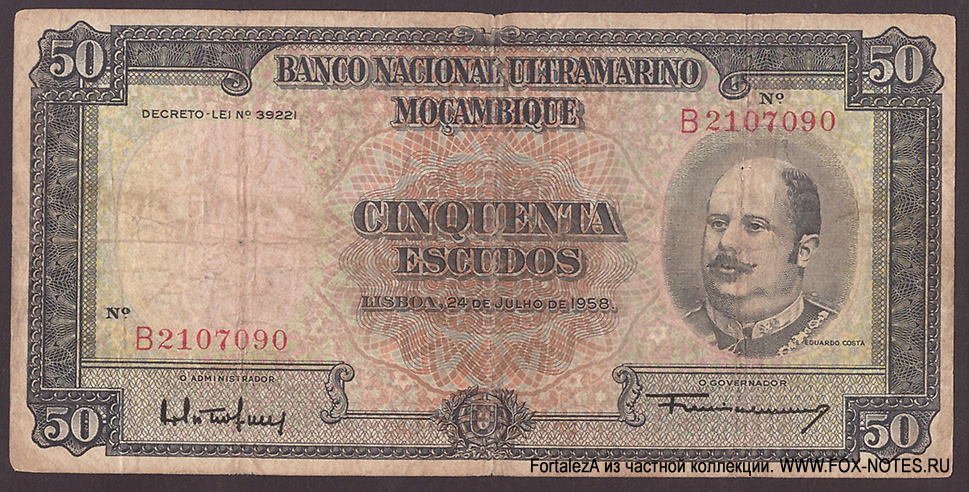 50
50
BANCO NACIONAL ULTRAMARINO
MOÇAMBIQUE
DECRETO-LEI Nº 39221
Nº
B2107090
CINQUENTA
ESCUDOS
LISBOA, 24 DE JULHO DE 1958.
Nº
B2107090
EDUARDO COSTA
O ADMINISTRADOR
O GOVERNADOR
50
50
FortalezA из частной коллекции. WWW.FOX-NOTES.RU